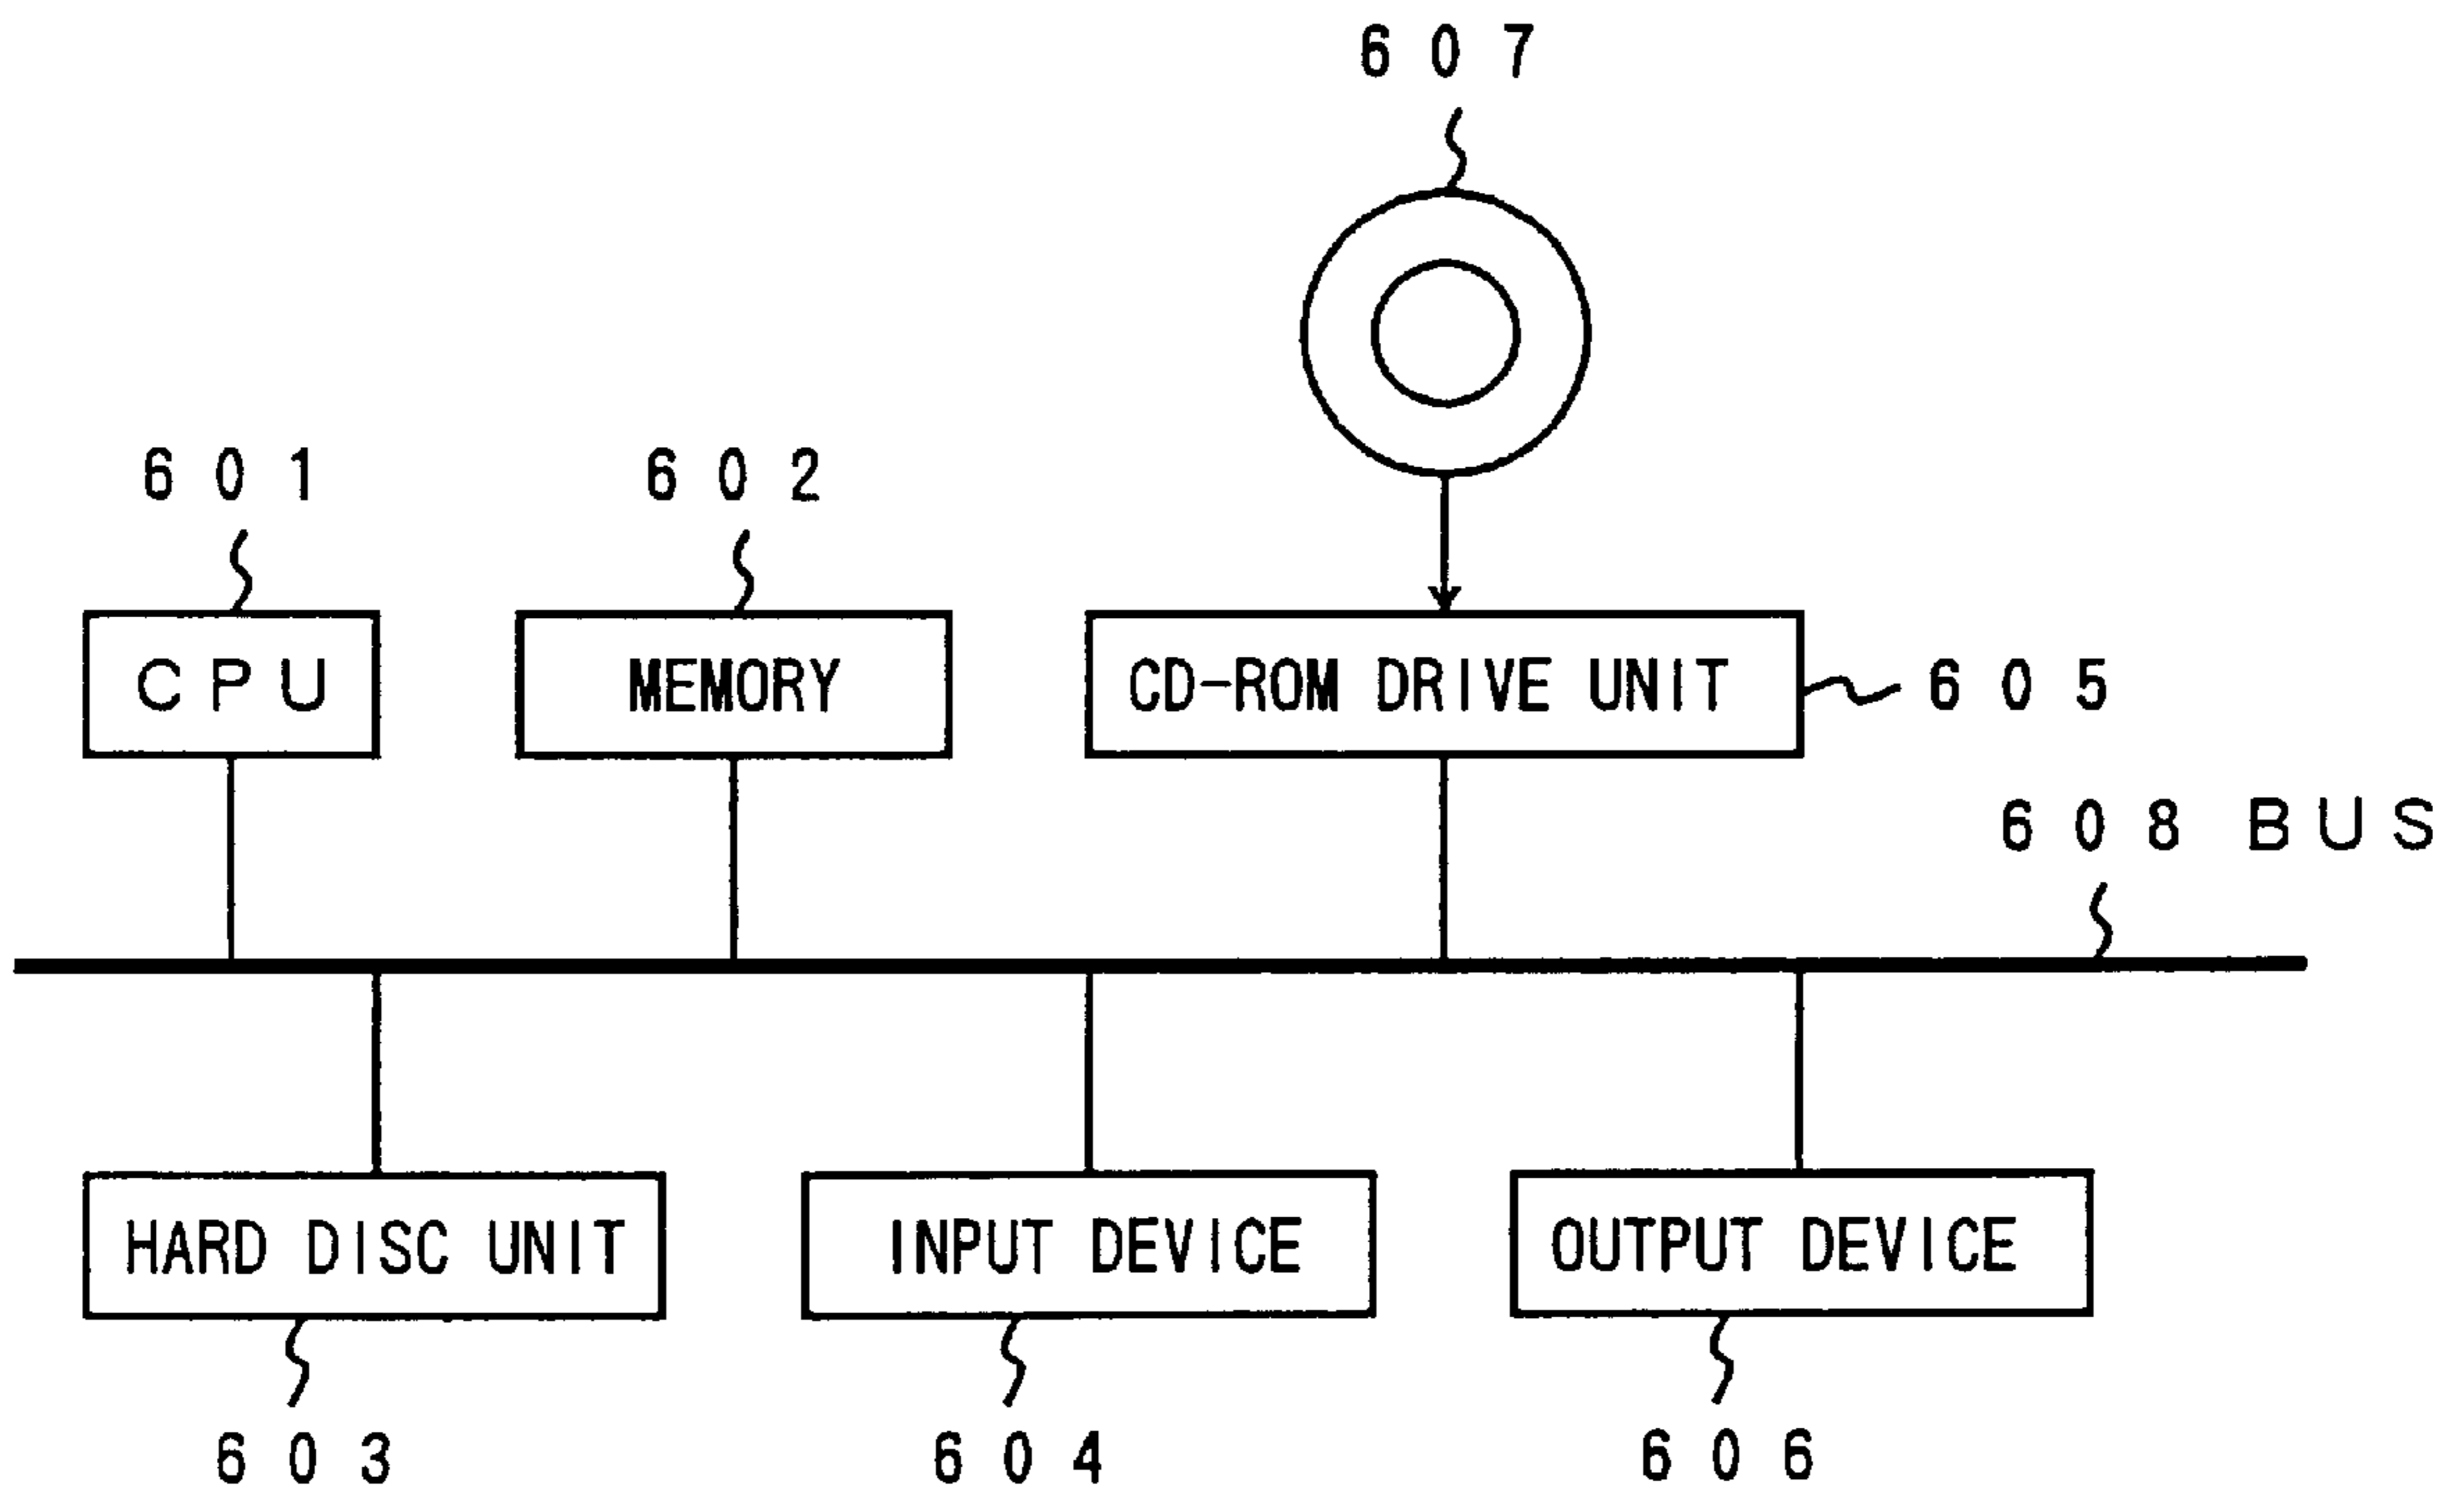 607
601
602
CPU
MEMORY
CD-ROM DRIVE UNIT
605
608 BUS
HARD DISC UNIT
INPUT DEVICE
OUTPUT DEVICE
603
604
606